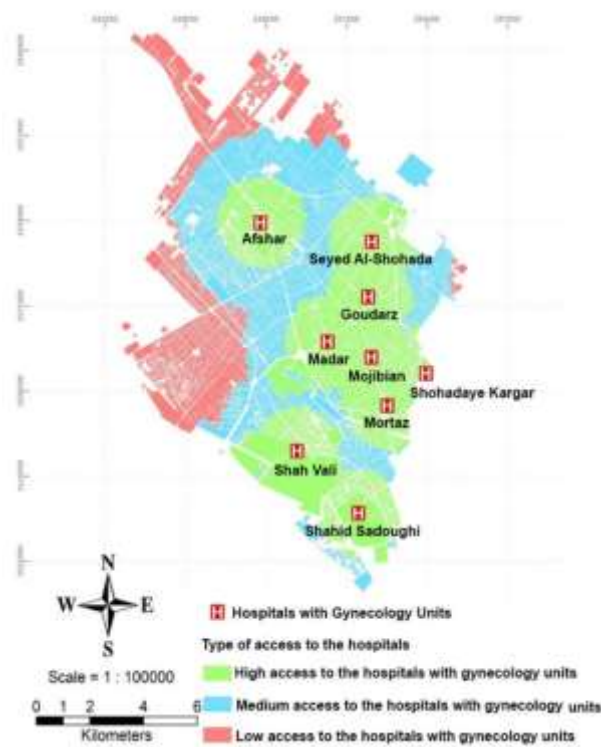 H
Afshar
H
Seyed Al-Shohada
H
Goudarz
H
Madar
H
Mojibian
H
Shohadaye Kargar
H
Mortaz
H
Shah Vali
H
Shahid Sadoughi
N
W E
S
H Hospitals with Gynecology Units
Type of access to the hospitals
Scale = 1 : 100000
High access to the hospitals with gynecology units
0 1 2 4 6
Medium access to the hospitals with gynecology units
Kilometers
Low access to the hospitals with gynecology units